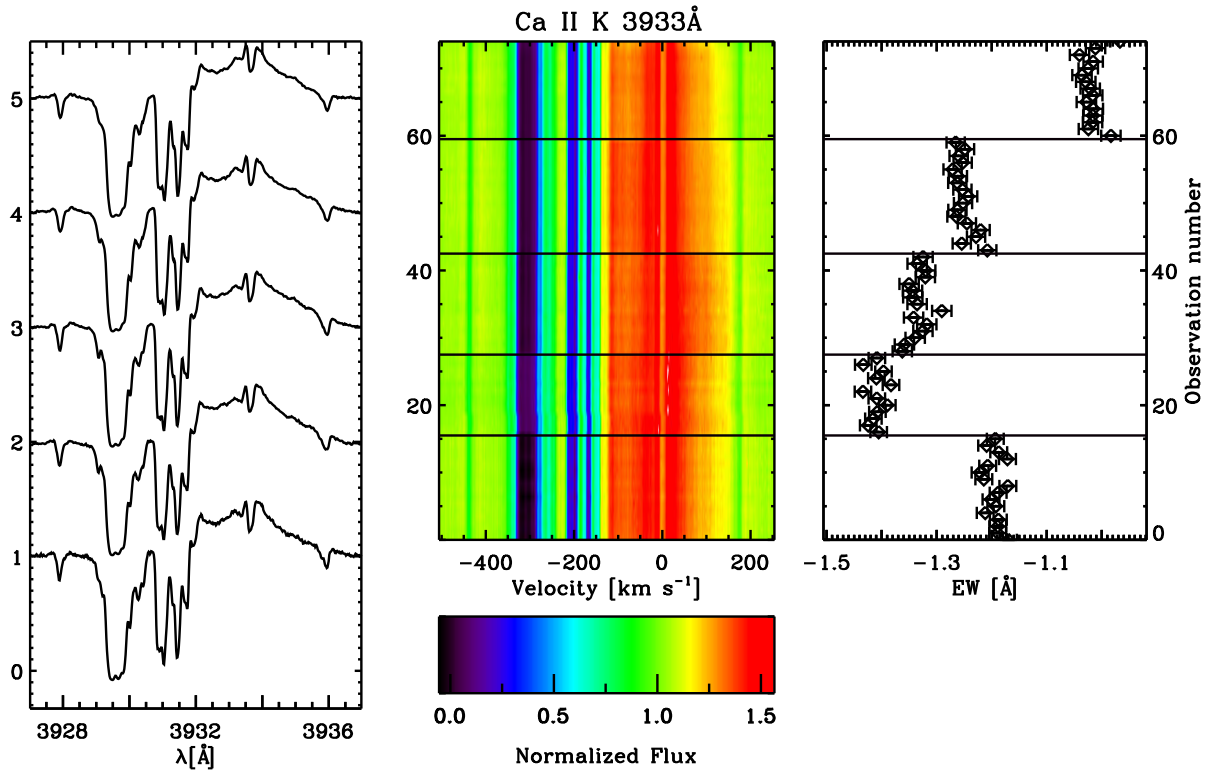 Ca II K 3933Å
5
4
3
2
1
0
3928 3932 3936
λ[Å]
60
40
20
-400 -200 0 200
Velocity [km s⁻¹]
0.0 0.5 1.0 1.5
Normalized Flux
60
40
20
0
Observation number
-1.5 -1.3 -1.1
EW [Å]